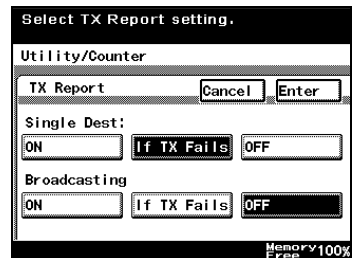 Select TX Report setting.
Utility/Counter
TX Report Cancel Enter
Single Dest:
ON If TX Fails OFF
Broadcasting
ON If TX Fails OFF
Memory 100%
Free